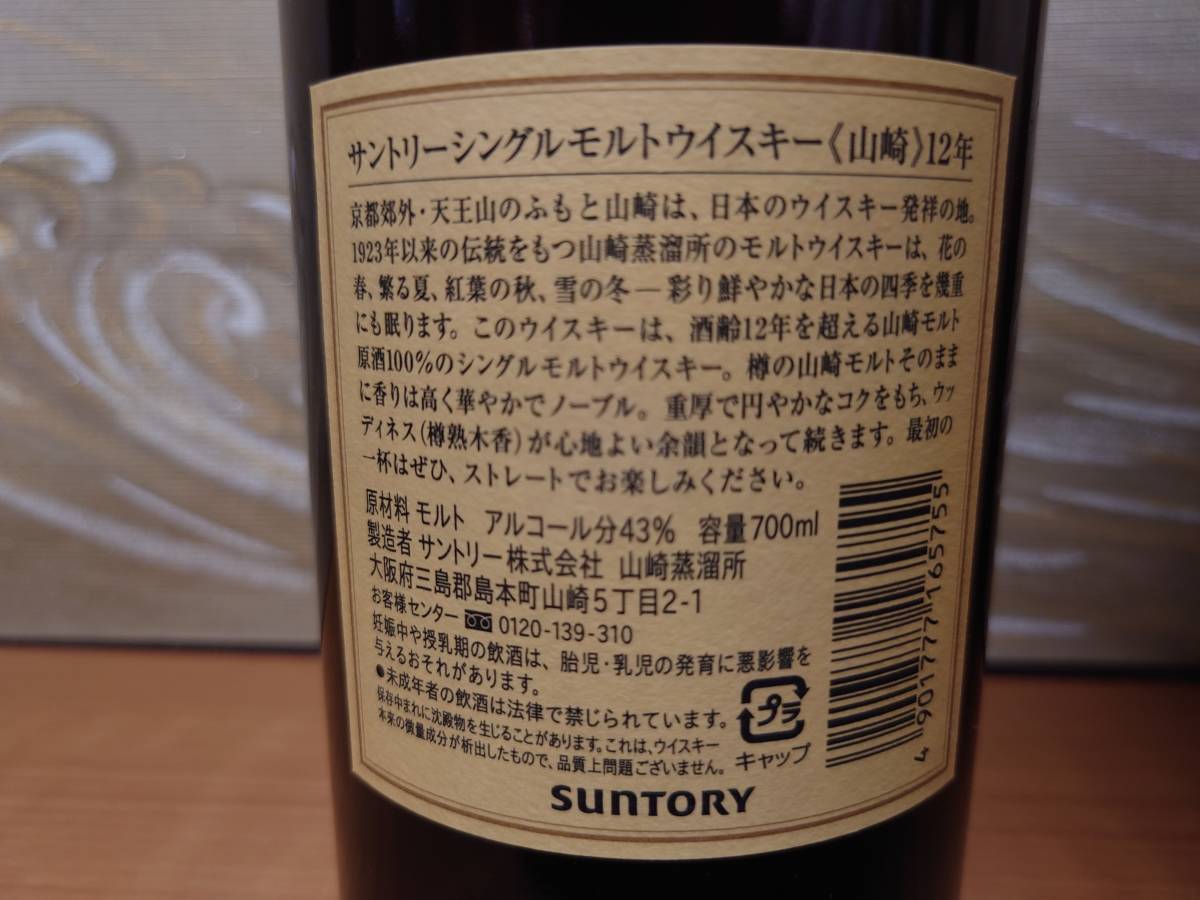 サントリーシングルモルトウイスキー《山崎》12年
京都郊外・天王山のふもと山崎は、日本のウイスキー発祥の地。
1923年以来の伝統をもつ山崎蒸溜所のモルトウイスキーは、花の
春、繁る夏、紅葉の秋、雪の冬―彩り鮮やかな日本の四季を幾重
にも眠ります。このウイスキーは、酒齢12年を超える山崎モルト
原酒100%のシングルモルトウイスキー。樽の山崎モルトそのまま
に香りは高く華やかでノーブル。重厚で円やかなコクをもち、ウッ
ディネス(樽熟木香)が心地よい余韻となって続きます。最初の
一杯はぜひ、ストレートでお楽しみください。
原材料 モルト アルコール分43% 容量700ml
製造者 サントリー株式会社 山崎蒸溜所
大阪府三島郡島本町山崎5丁目2-1
お客様センター 0120-139-310
妊娠中や授乳期の飲酒は、胎児・乳児の発育に悪影響を
与えるおそれがあります。
●未成年者の飲酒は法律で禁じられています。
保存中まれに沈殿物を生じることがあります。これは、ウイスキー
本来の微量成分が析出したもので、品質上問題ございません。
プラ
キャップ
4901777165755
SUNTORY